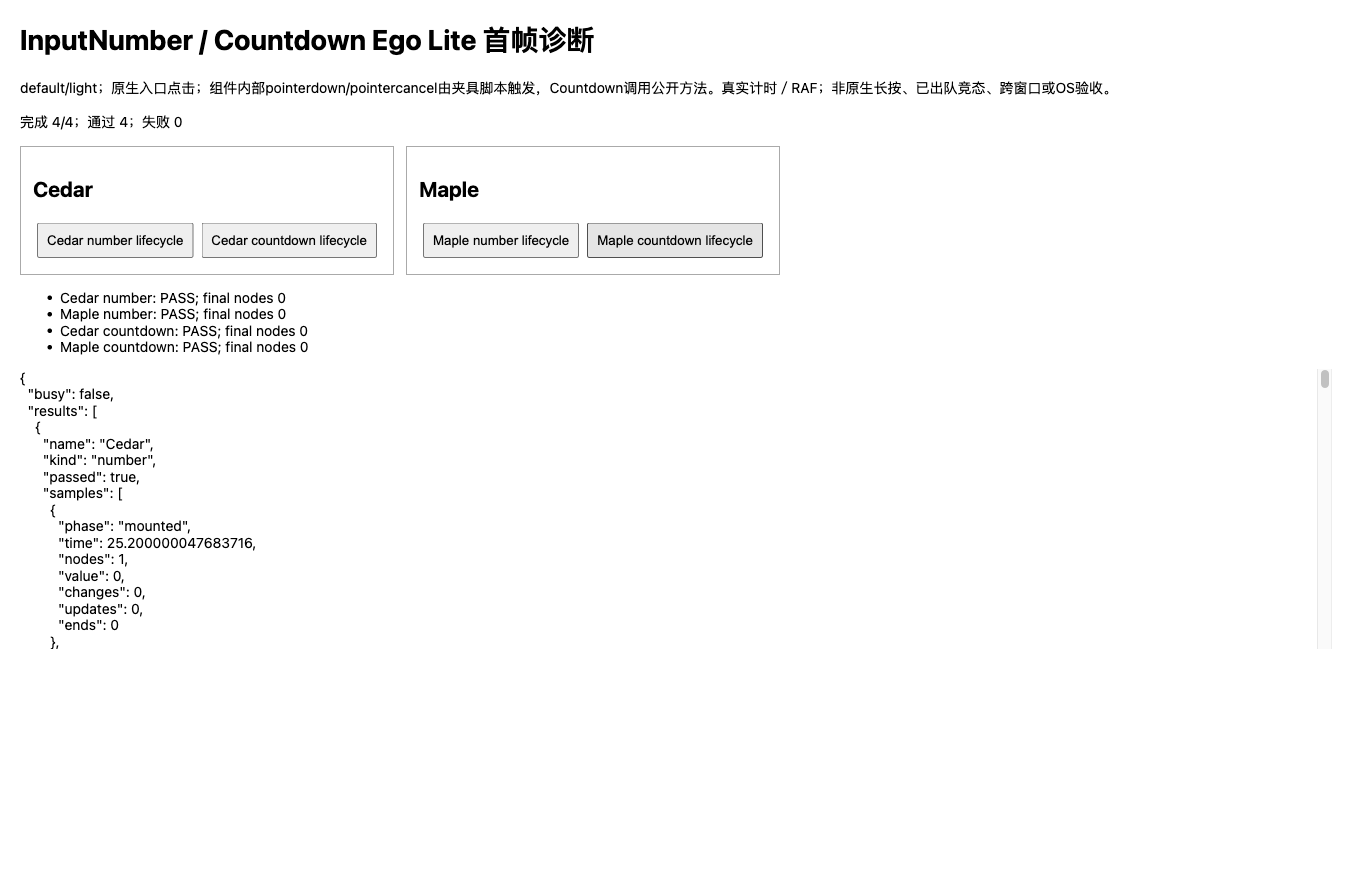 InputNumber / Countdown Ego Lite 首帧诊断
default/light；原生入口点击；组件内部pointerdown/pointercancel由夹具脚本触发，Countdown调用公开方法。真实计时 / RAF；非原生长按、已出队竞态、跨窗口或OS验收。
完成 4/4；通过 4；失败 0
Cedar
Cedar number lifecycle
Cedar countdown lifecycle
Maple
Maple number lifecycle
Maple countdown lifecycle
• Cedar number: PASS; final nodes 0
• Maple number: PASS; final nodes 0
• Cedar countdown: PASS; final nodes 0
• Maple countdown: PASS; final nodes 0
{
  "busy": false,
  "results": [
    {
      "name": "Cedar",
      "kind": "number",
      "passed": true,
      "samples": [
        {
          "phase": "mounted",
          "time": 25.200000047683716,
          "nodes": 1,
          "value": 0,
          "changes": 0,
          "updates": 0,
          "ends": 0
        },